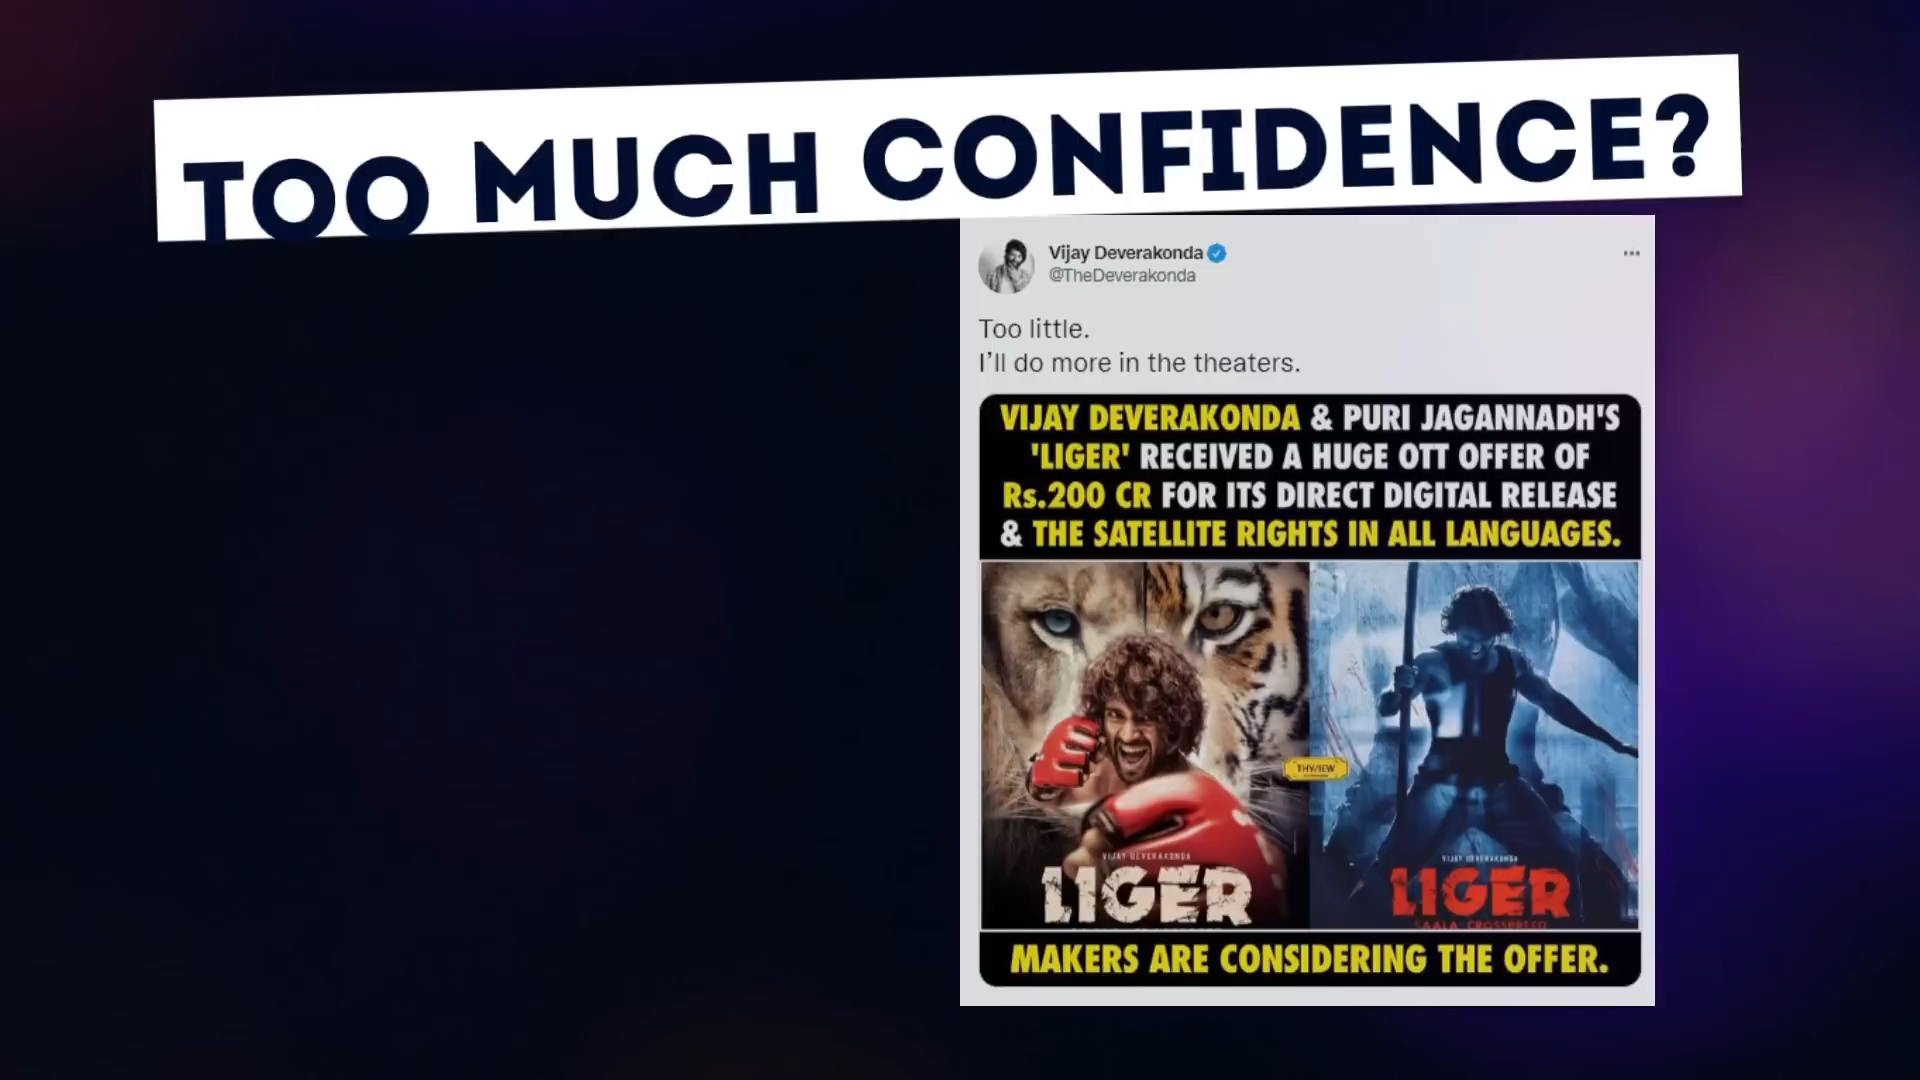 TOO MUCH CONFIDENCE?
Vijay Deverakonda
@TheDeverakonda
Too little.
I'll do more in the theaters.
VIJAY DEVERAKONDA & PURI JAGANNADH'S
'LIGER' RECEIVED A HUGE OTT OFFER OF
Rs.200 CR FOR ITS DIRECT DIGITAL RELEASE
& THE SATELLITE RIGHTS IN ALL LANGUAGES.
THYVIEW
VIJAY DEVERAKONDA
LIGER
VIJAY DEVERAKONDA
LIGER
SAALA CROSSBREED
MAKERS ARE CONSIDERING THE OFFER.